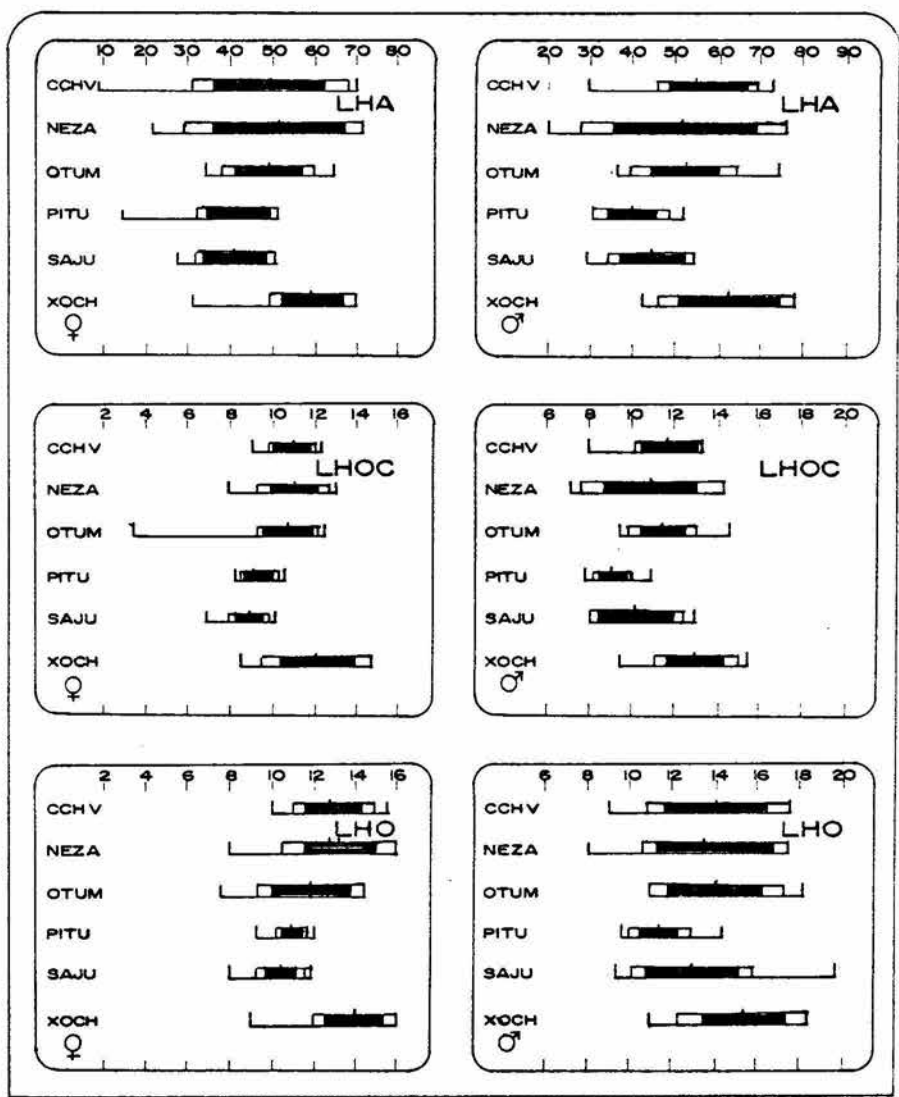 10 20 30 40 50 60 70 80
CCHV
LHA
NEZA
OTUM
PITU
SAJU
XOCH
♀
20 30 40 50 60 70 80 90
CCHV
LHA
NEZA
OTUM
PITU
SAJU
XOCH
♂
2 4 6 8 10 12 14 16
CCHV
LHOC
NEZA
OTUM
PITU
SAJU
XOCH
♀
6 8 10 12 14 16 18 20
CCHV
LHOC
NEZA
OTUM
PITU
SAJU
XOCH
♂
2 4 6 8 10 12 14 16
CCHV
LHO
NEZA
OTUM
PITU
SAJU
XOCH
♀
6 8 10 12 14 16 18 20
CCHV
LHO
NEZA
OTUM
PITU
SAJU
XOCH
♂